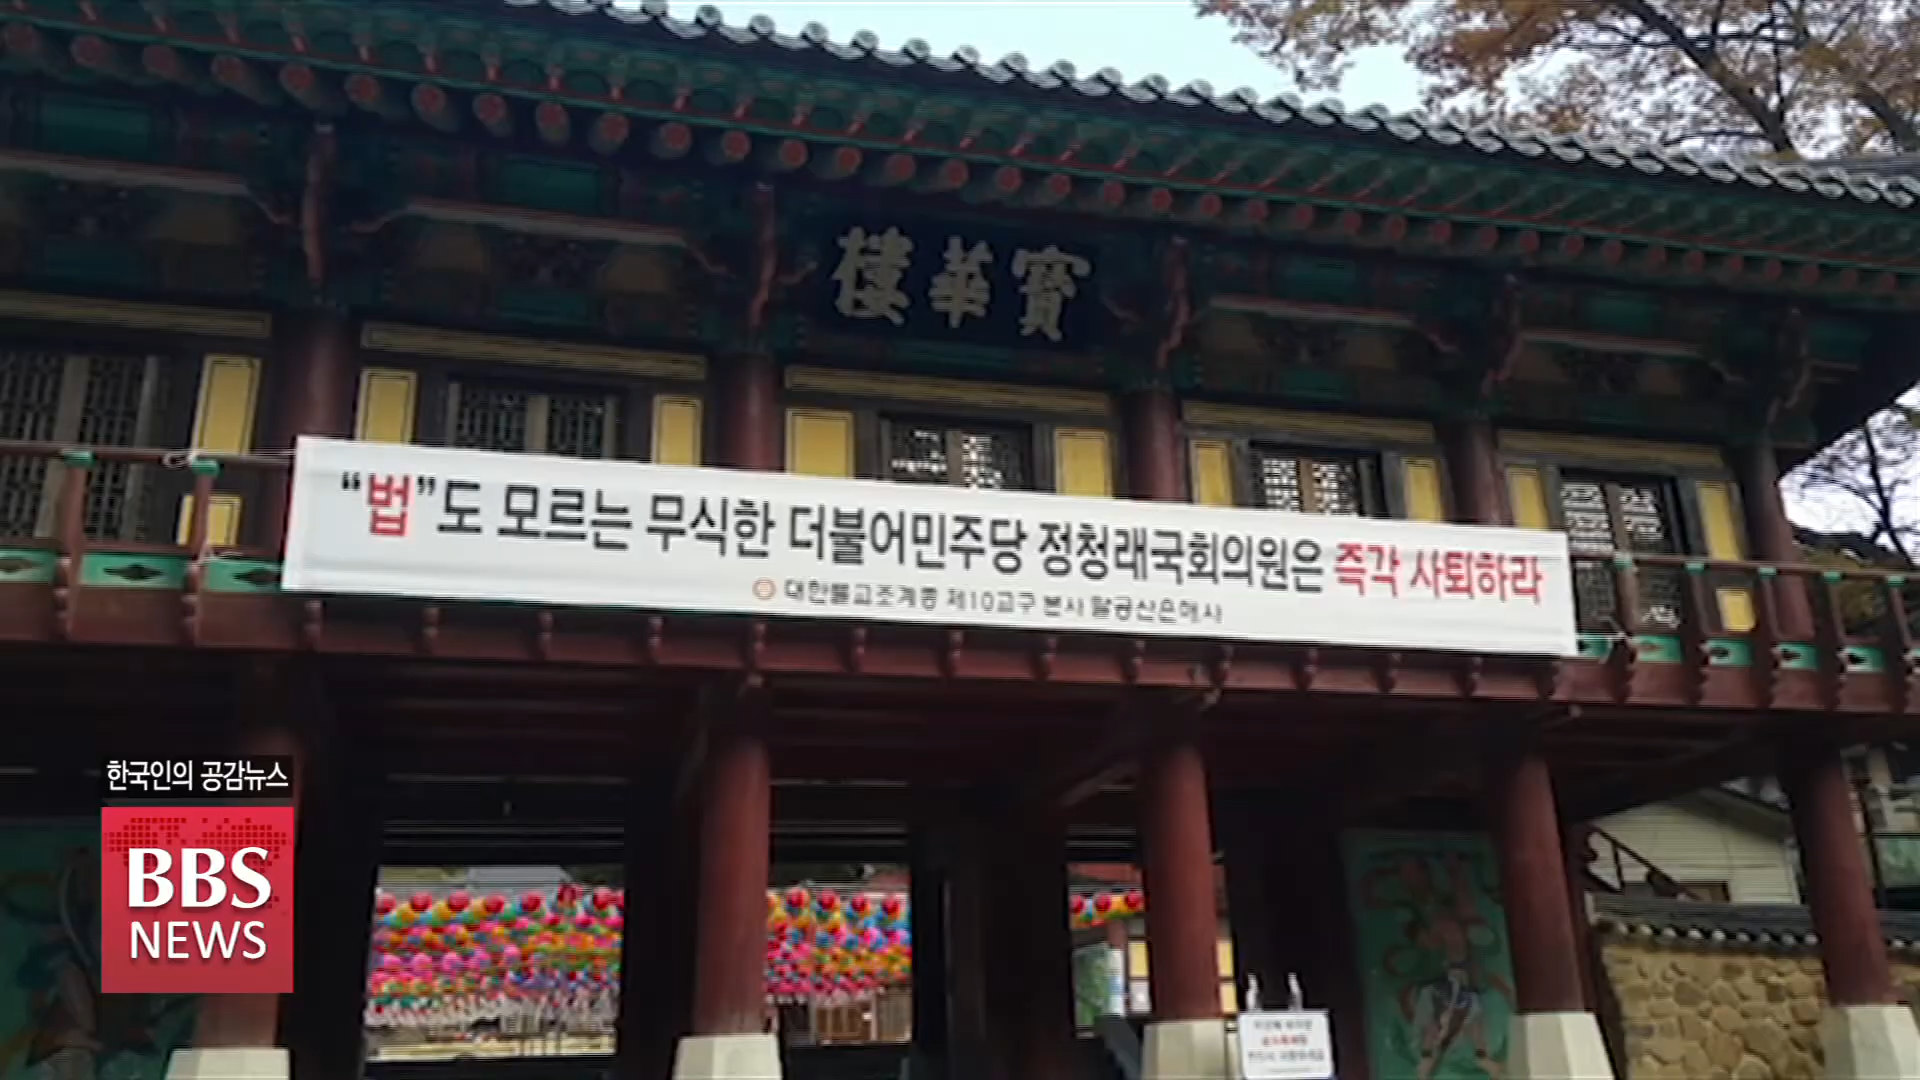 樓華寶
“법”도 모르는 무식한 더불어민주당 정청래국회의원은 즉각 사퇴하라
대한불교조계종 제10교구 본사 팔공산은해사
한국인의 공감뉴스
BBS
NEWS